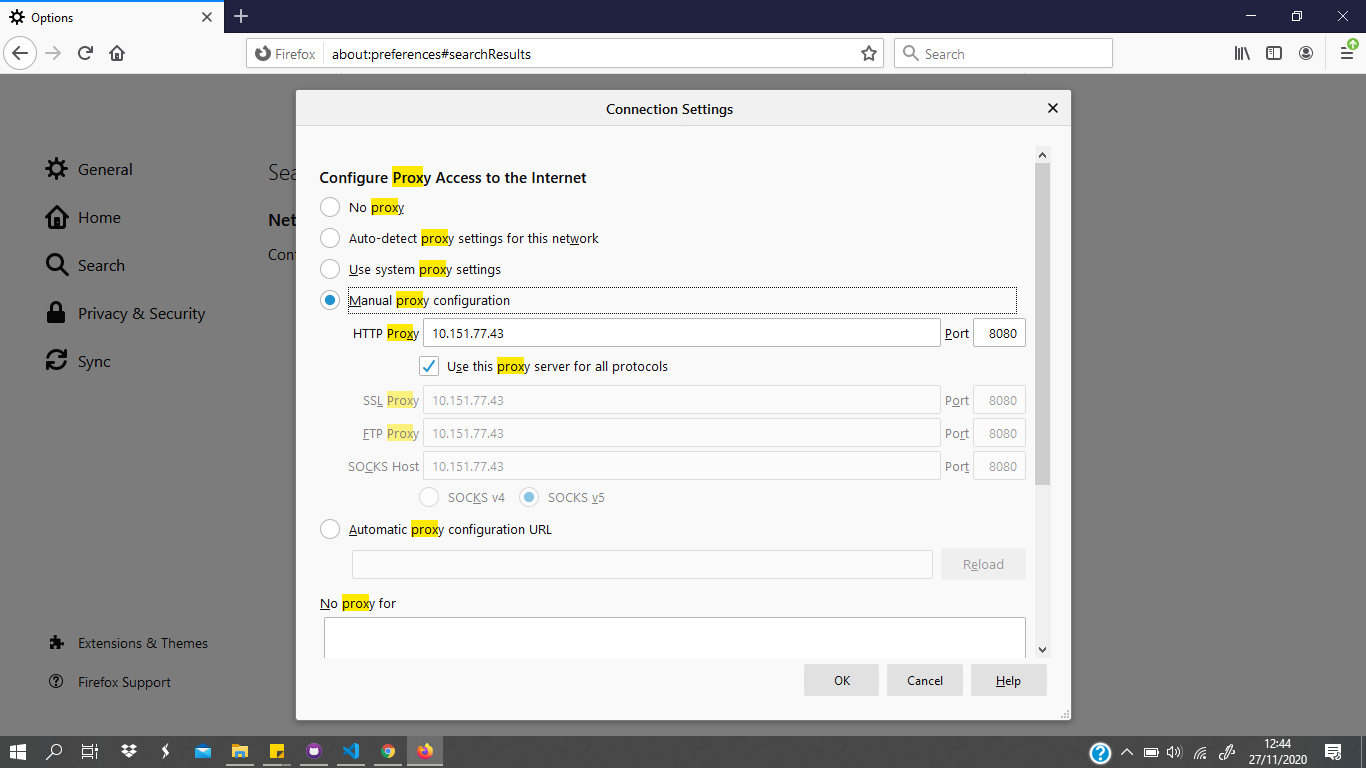 Options
Firefox about:preferences#searchResults
Search
Connection Settings
General
Home
Search
Privacy & Security
Sync
Extensions & Themes
Firefox Support
Configure Proxy Access to the Internet
No proxy
Auto-detect proxy settings for this network
Use system proxy settings
Manual proxy configuration
HTTP Proxy 10.151.77.43 Port 8080
Use this proxy server for all protocols
SSL Proxy 10.151.77.43 Port 8080
FTP Proxy 10.151.77.43 Port 8080
SOCKS Host 10.151.77.43 Port 8080
SOCKS v4 SOCKS v5
Automatic proxy configuration URL
Reload
No proxy for
OK Cancel Help
12:44
27/11/2020